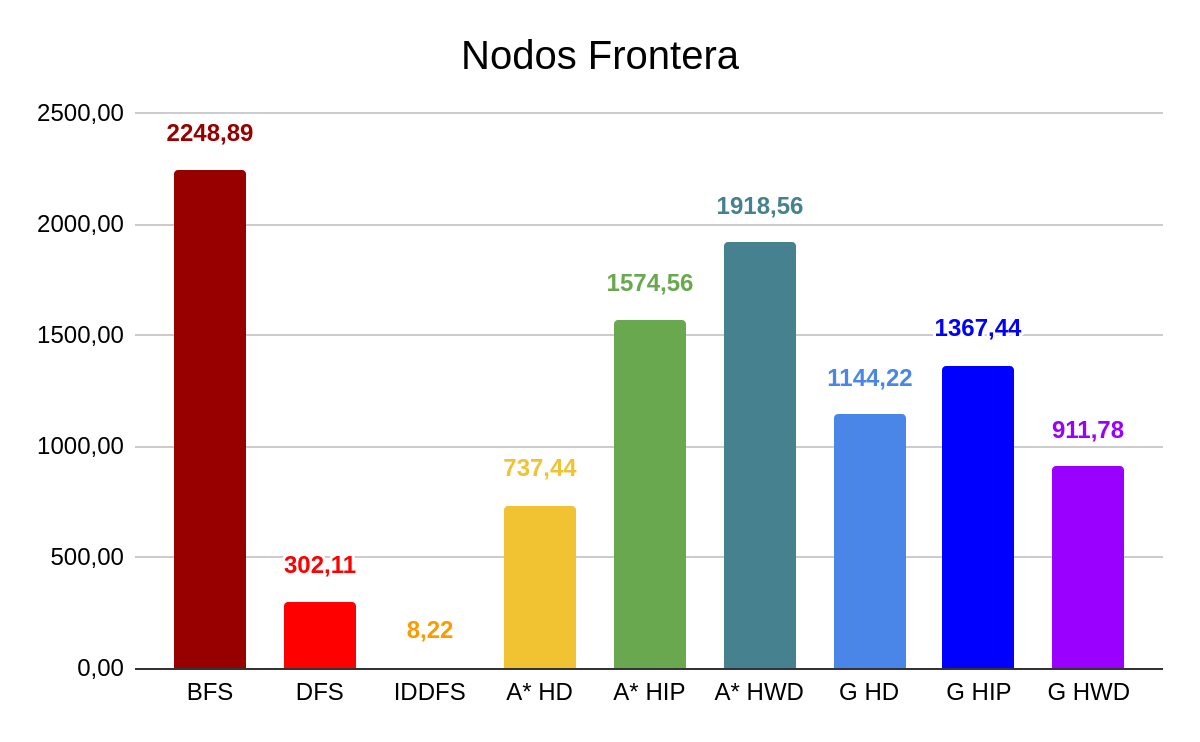 Nodos Frontera
2500,00
2000,00
1500,00
1000,00
500,00
0,00
2248,89
302,11
8,22
737,44
1574,56
1918,56
1144,22
1367,44
911,78
BFS
DFS
IDDFS
A* HD
A* HIP
A* HWD
G HD
G HIP
G HWD